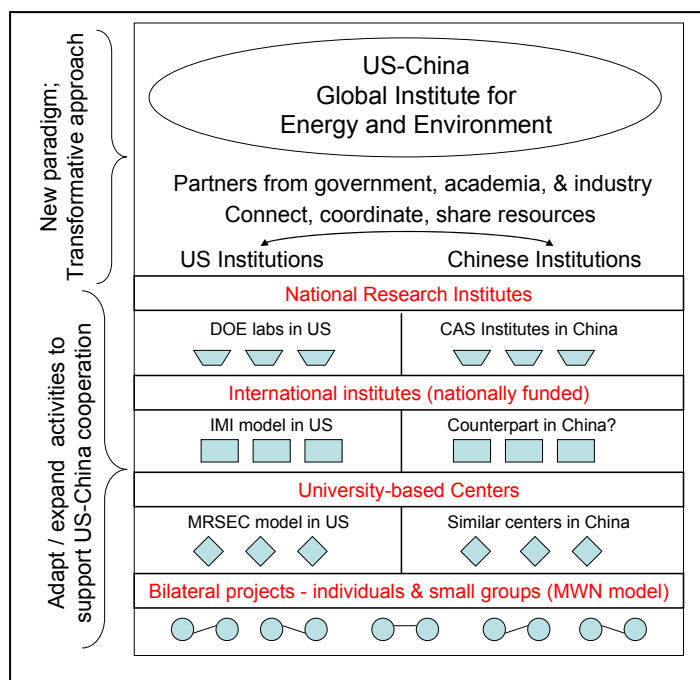 New paradigm;
Transformative approach
US-China
Global Institute for
Energy and Environment
Partners from government, academia, & industry
Connect, coordinate, share resources
US Institutions
Chinese Institutions
Adapt / expand activities to
support US-China cooperation
National Research Institutes
DOE labs in US
CAS Institutes in China
International institutes (nationally funded)
IMI model in US
Counterpart in China?
University-based Centers
MRSEC model in US
Similar centers in China
Bilateral projects - individuals & small groups (MWN model)